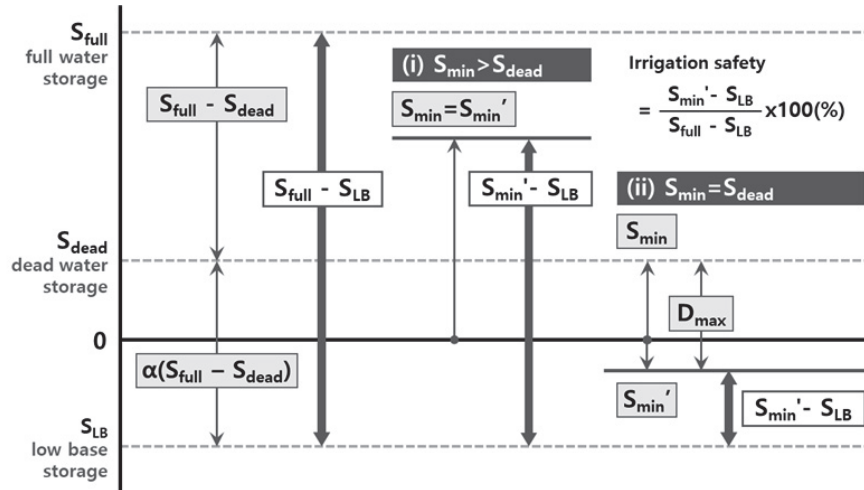 S_full
full water
storage
S_full - S_dead
S_full - S_LB
(i) S_min>S_dead
S_min=S_min′
S_min' - S_LB
Irrigation safety
= (S_min' - S_LB)/(S_full - S_LB) x100(%)
(ii) S_min=S_dead
S_min
S_dead
dead water
storage
D_max
0
α(S_full – S_dead)
S_min′
S_min' - S_LB
S_LB
low base
storage